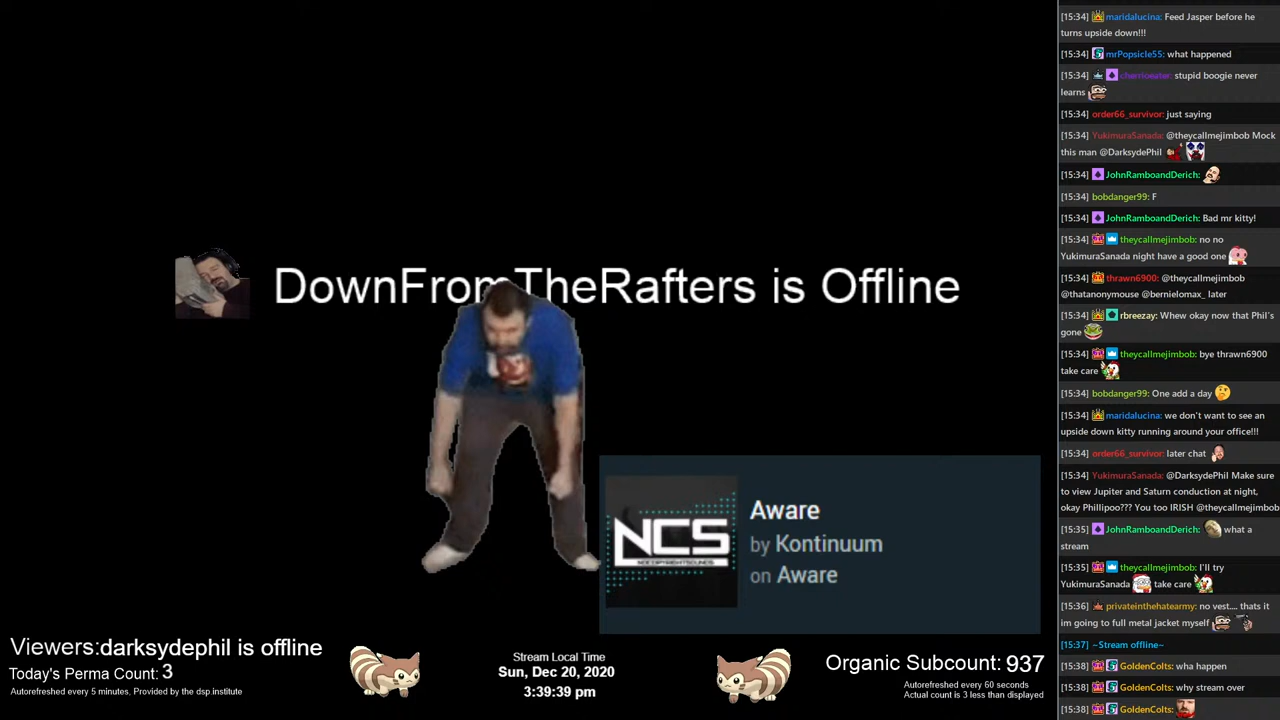 DownFromTheRafters is Offline
NCS
NOCOPYRIGHTSOUNDS
Aware
by Kontinuum
on Aware
Viewers:darksydephil is offline
Today's Perma Count: 3
Autorefreshed every 5 minutes, Provided by the dsp.institute
Stream Local Time
Sun, Dec 20, 2020
3:39:39 pm
Organic Subcount: 937
Autorefreshed every 60 seconds
Actual count is 3 less than displayed
[15:34] maridalucina: Feed Jasper before he
turns upside down!!!
[15:34] mrPopsicle55: what happened
[15:34] cherrioeater: stupid boogie never
learns
[15:34] order66_survivor: just saying
[15:34] YukimuraSanada: @theycallmejimbob Mock
this man @DarksydePhil
[15:34] JohnRamboandDerich:
[15:34] bobdanger99: F
[15:34] JohnRamboandDerich: Bad mr kitty!
[15:34] theycallmejimbob: no no
YukimuraSanada night have a good one
[15:34] thrawn6900: @theycallmejimbob
@thatanonymouse @bernielomax_ later
[15:34] rbreezay: Whew okay now that Phil's
gone
[15:34] theycallmejimbob: bye thrawn6900
take care
[15:34] bobdanger99: One add a day
[15:34] maridalucina: we don't want to see an
upside down kitty running around your office!!!
[15:34] order66_survivor: later chat
[15:34] YukimuraSanada: @DarksydePhil Make sure
to view Jupiter and Saturn conduction at night,
okay Phillipoo??? You too IRISH @theycallmejimbob
[15:35] JohnRamboandDerich: what a
stream
[15:35] theycallmejimbob: I'll try
YukimuraSanada take care
[15:36] privateinthehatearmy: no vest.... thats it
im going to full metal jacket myself
[15:37] ~Stream offline~
[15:38] GoldenColts: wha happen
[15:38] GoldenColts: why stream over
[15:38] GoldenColts: